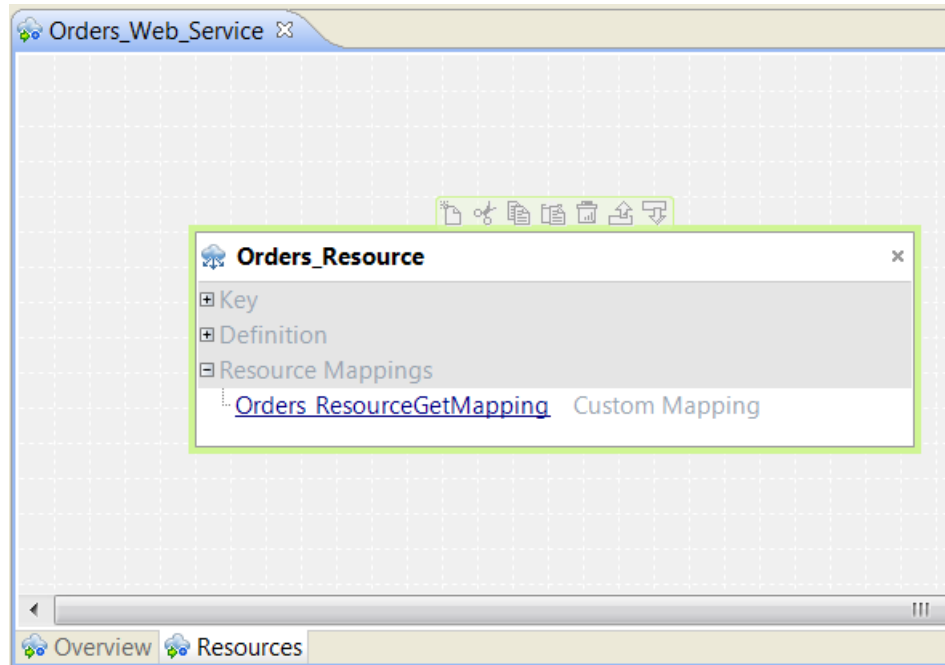 Orders_Web_Service
Orders_Resource
Key
Definition
Resource Mappings
Orders_ResourceGetMapping Custom Mapping
Overview Resources